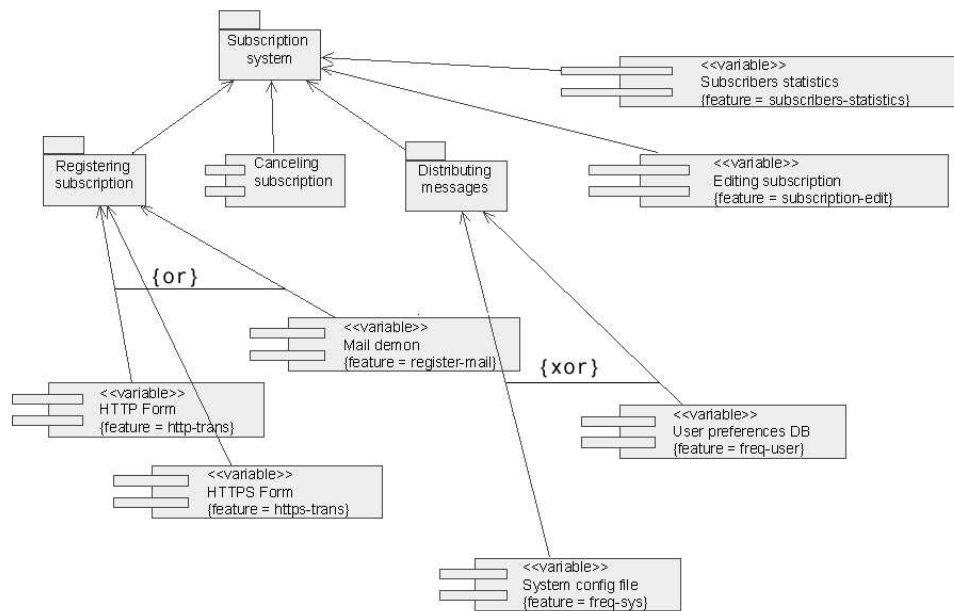 Subscription
system
<<variable>>
Subscribers statistics
{feature = subscribers-statistics}
Registering
subscription
Canceling
subscription
Distributing
messages
<<variable>>
Editing subscription
{feature = subscription-edit}
{or}
<<variable>>
Mail demon
{feature = register-mail}
{xor}
<<variable>>
HTTP Form
{feature = http-trans}
<<variable>>
User preferences DB
{feature = freq-user}
<<variable>>
HTTPS Form
{feature = https-trans}
<<variable>>
System config file
{feature = freq-sys}